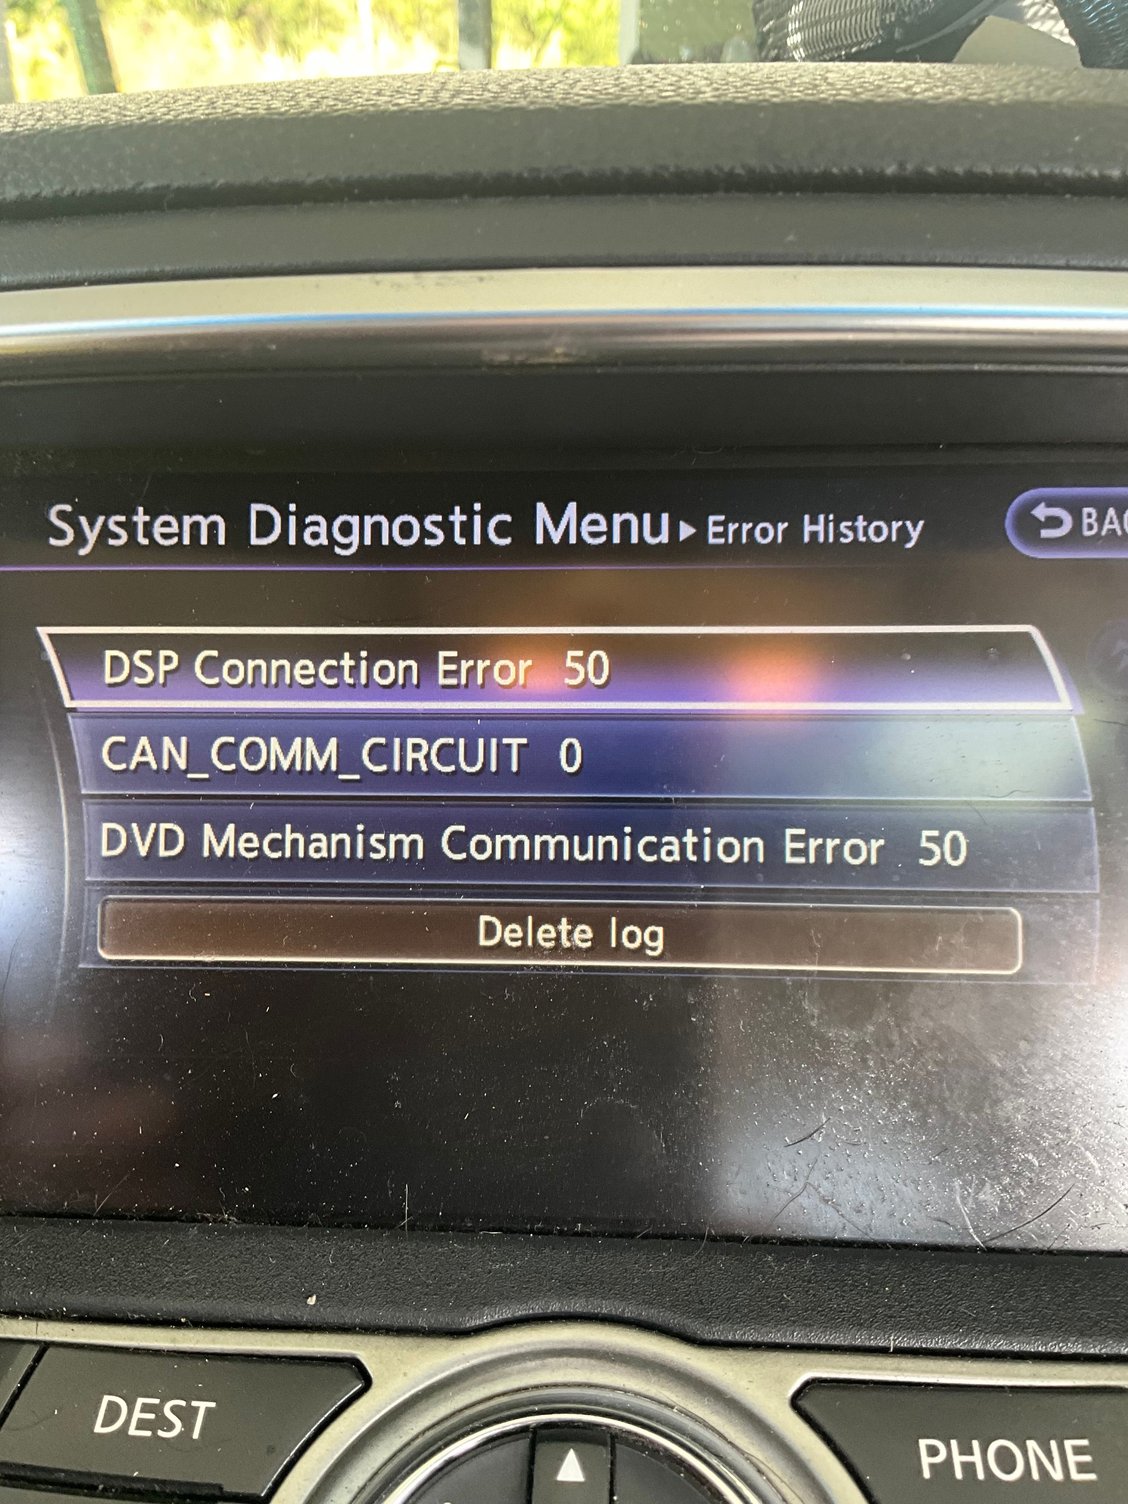 System Diagnostic Menu▸Error History
BAC
DSP Connection Error 50
CAN_COMM_CIRCUIT 0
DVD Mechanism Communication Error 50
Delete log
DEST
PHONE